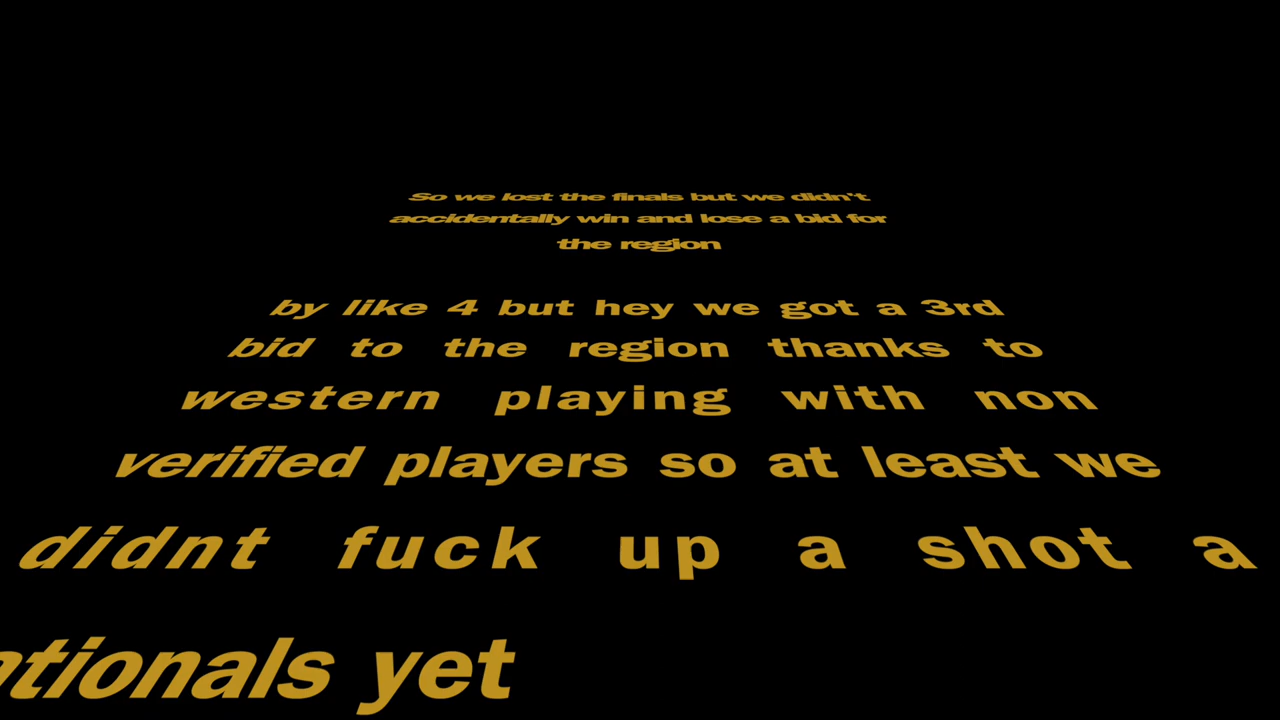 So we lost the finals but we didn't
accidentally win and lose a bid for
the region
by like 4 but hey we got a 3rd
bid to the region thanks to
western playing with non
verified players so at least we
didnt fuck up a shot a
ationals yet